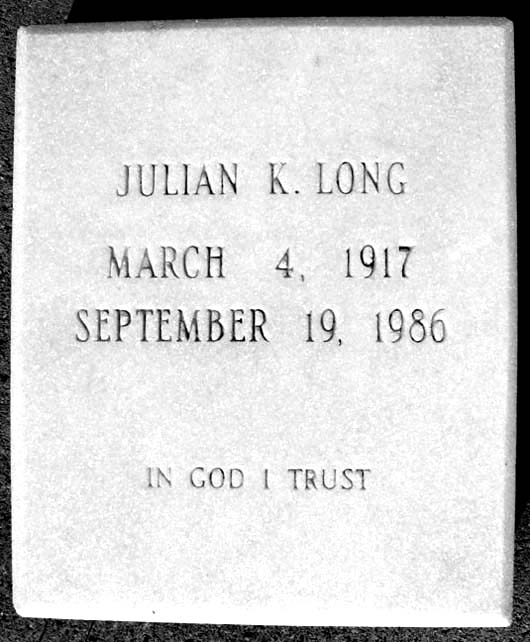 JULIAN K. LONG
MARCH 4, 1917
SEPTEMBER 19, 1986
IN GOD I TRUST